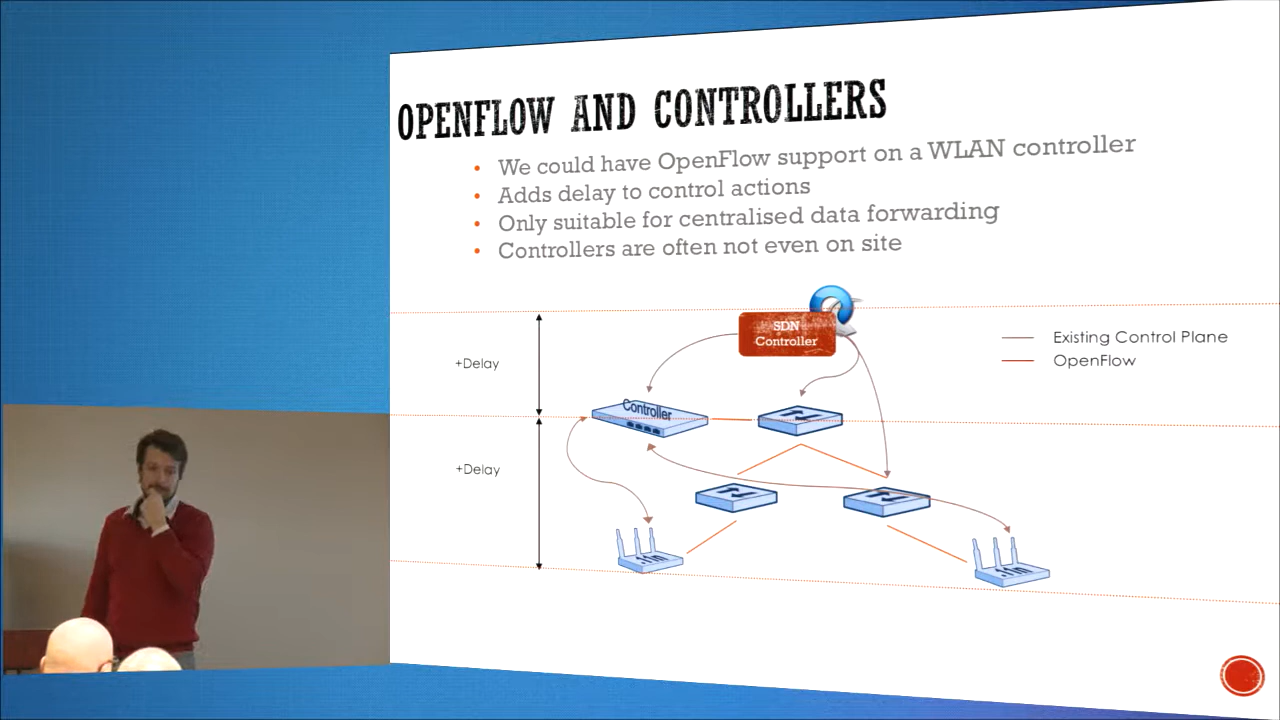 OPENFLOW AND CONTROLLERS
• We could have OpenFlow support on a WLAN controller
• Adds delay to control actions
• Only suitable for centralised data forwarding
• Controllers are often not even on site
SDN
Controller
Existing Control Plane
OpenFlow
+Delay
Controller
+Delay
.11n
.11n